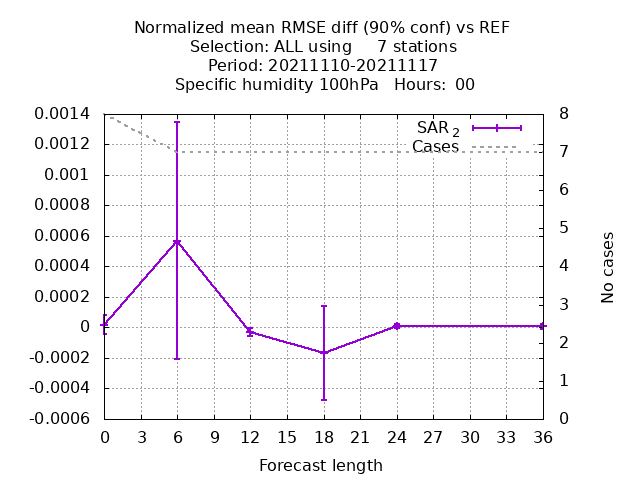 Normalized mean RMSE diff (90% conf) vs REF
Selection: ALL using     7 stations
Period: 20211110-20211117
Specific humidity 100hPa   Hours:  00
0.0014
0.0012
0.001
0.0008
0.0006
0.0004
0.0002
0
-0.0002
-0.0004
-0.0006
SAR 2
Cases
8
7
6
5
4
3
2
1
0
No cases
0 3 6 9 12 15 18 21 24 27 30 33 36
Forecast length